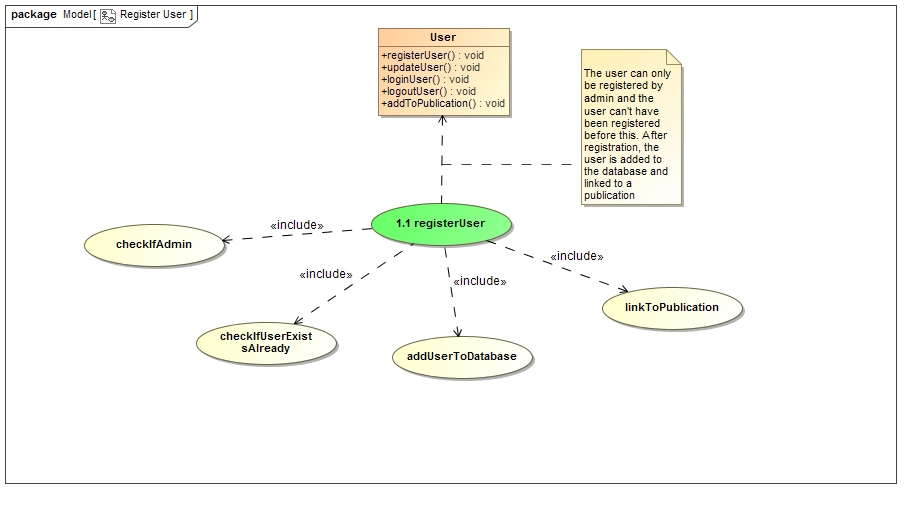 package Model[ Register User ]
User
+registerUser() : void
+updateUser() : void
+loginUser() : void
+logoutUser() : void
+addToPublication() : void
The user can only
be registered by
admin and the
user can't have
been registered
before this. After
registration, the
user is added to
the database and
linked to a
publication
1.1 registerUser
«include»
checkIfAdmin
«include»
«include»
«include»
linkToPublication
checkIfUserExist
sAlready
addUserToDatabase